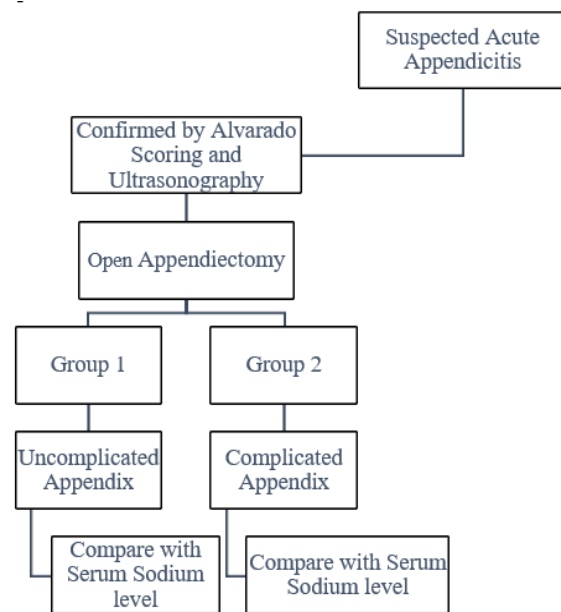 Suspected Acute
Appendicitis
Confirmed by Alvarado
Scoring and
Ultrasonography
Open Appendiectomy
Group 1
Group 2
Uncomplicated
Appendix
Complicated
Appendix
Compare with
Serum Sodium
level
Compare with Serum
Sodium level